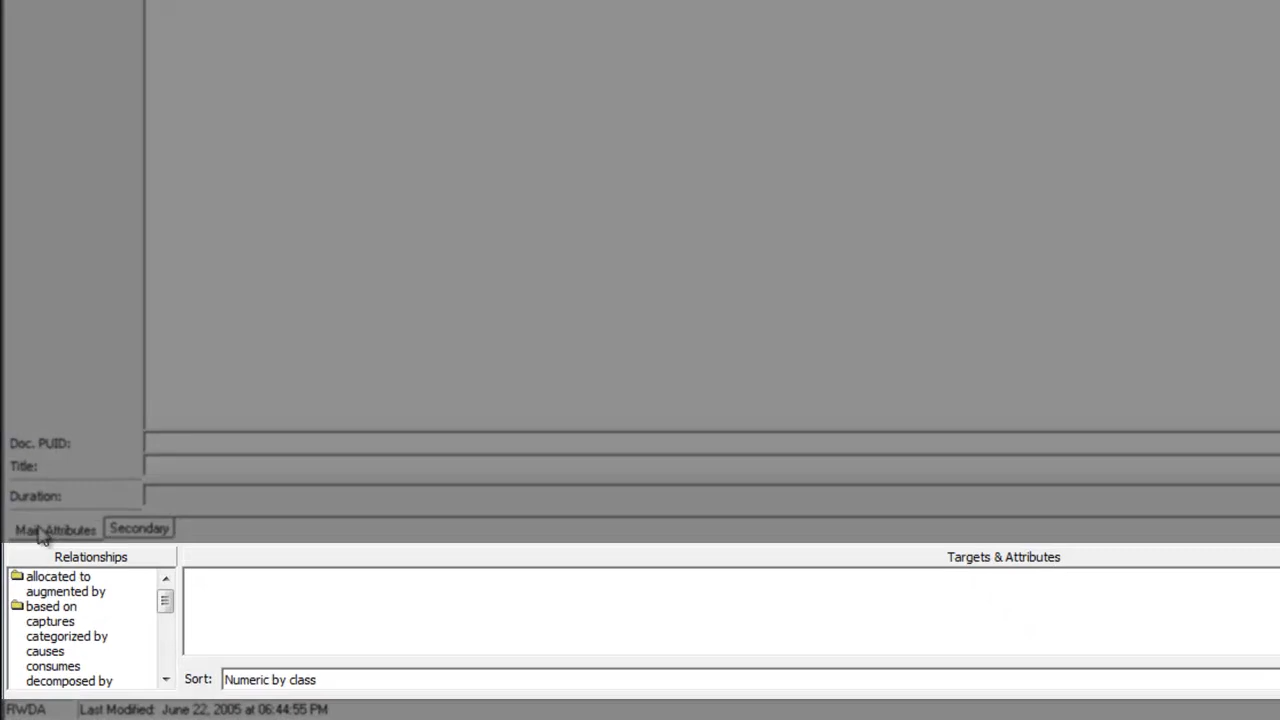 Doc. PUID:
Title:
Duration:
Main Attributes Secondary
Relationships Targets & Attributes
allocated to
augmented by
based on
captures
categorized by
causes
consumes
decomposed by
Sort: Numeric by class
RWDA Last Modified: June 22, 2005 at 06:44:55 PM